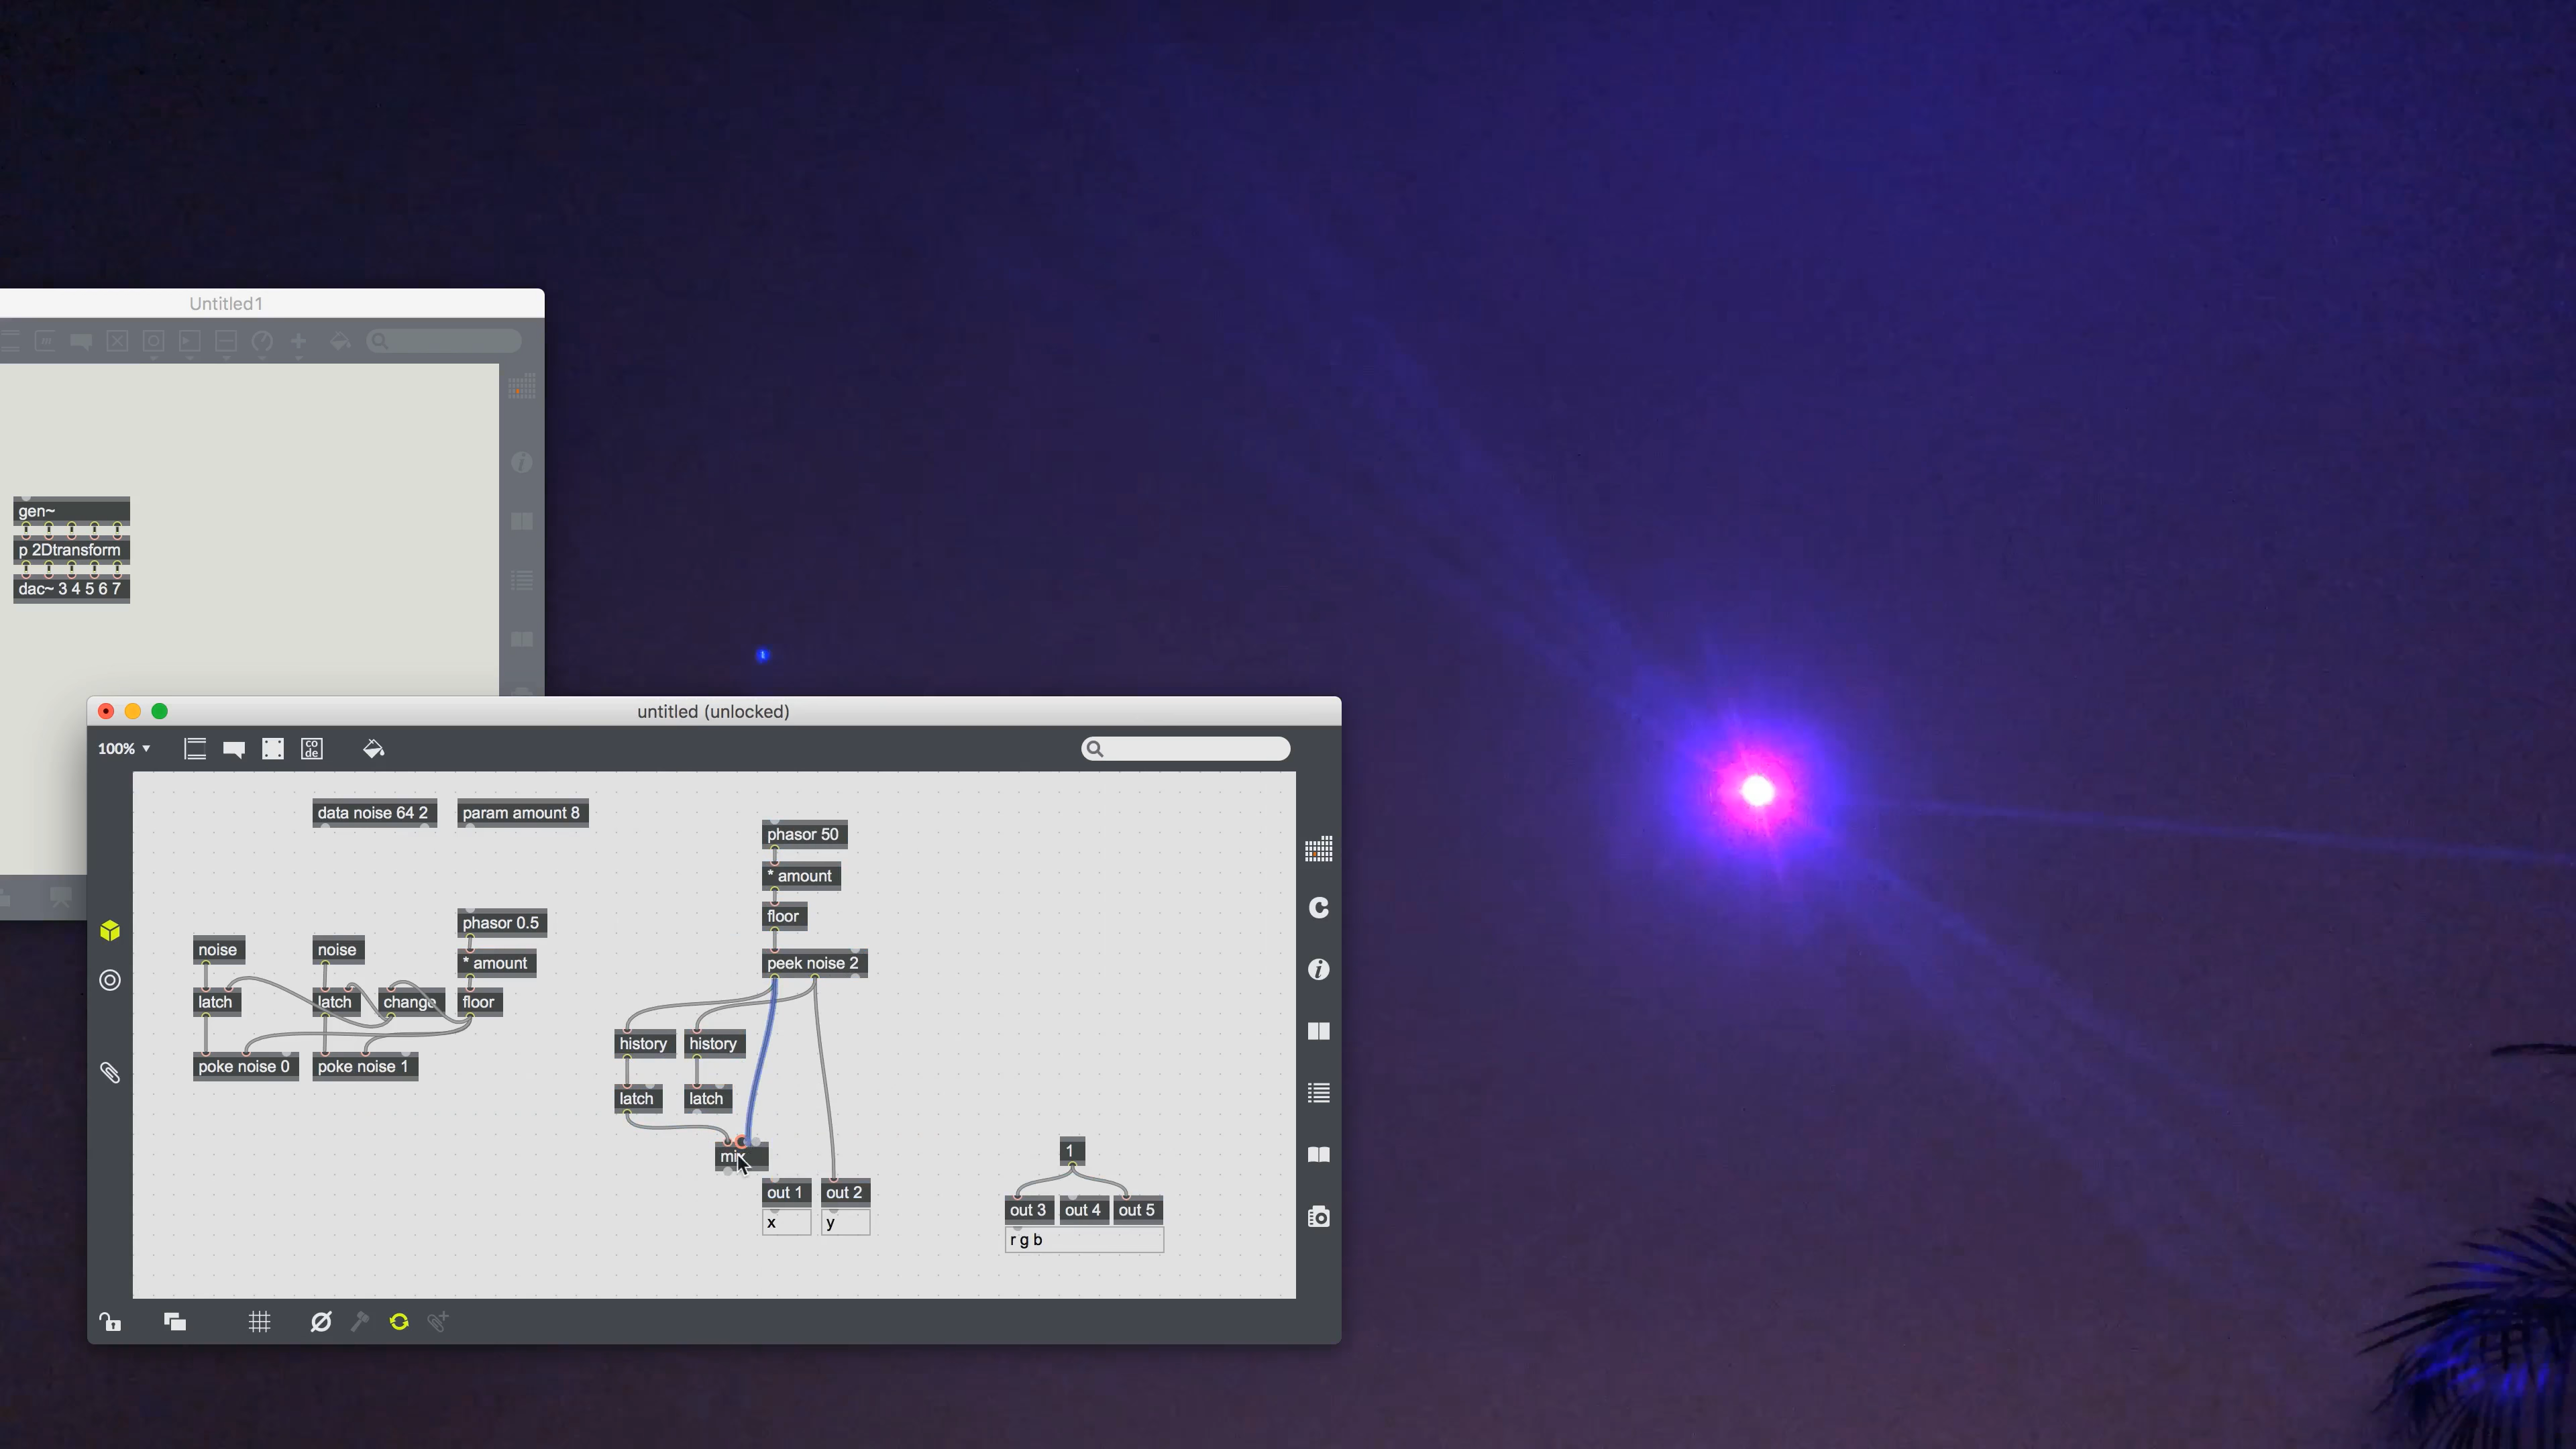 Untitled1
gen~
p 2Dtransform
dac~ 3 4 5 6 7
untitled (unlocked)
100%
co
de
data noise 64 2
param amount 8
phasor 50
* amount
floor
phasor 0.5
noise
noise
* amount
peek noise 2
latch
latch
change
floor
history
history
poke noise 0
poke noise 1
latch
latch
mix
1
out 1
out 2
out 3
out 4
out 5
x
y
r g b